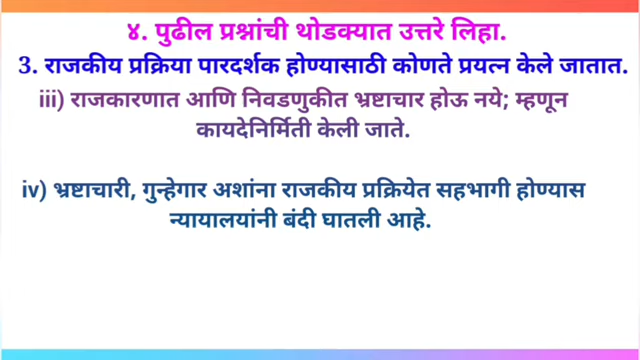 ४. पुढील प्रश्नांची थोडक्यात उत्तरे लिहा.
3. राजकीय प्रक्रिया पारदर्शक होण्यासाठी कोणते प्रयत्न केले जातात.
iii) राजकारणात आणि निवडणुकीत भ्रष्टाचार होऊ नये; म्हणून
कायदेनिर्मिती केली जाते.
iv) भ्रष्टाचारी, गुन्हेगार अशांना राजकीय प्रक्रियेत सहभागी होण्यास
न्यायालयांनी बंदी घातली आहे.